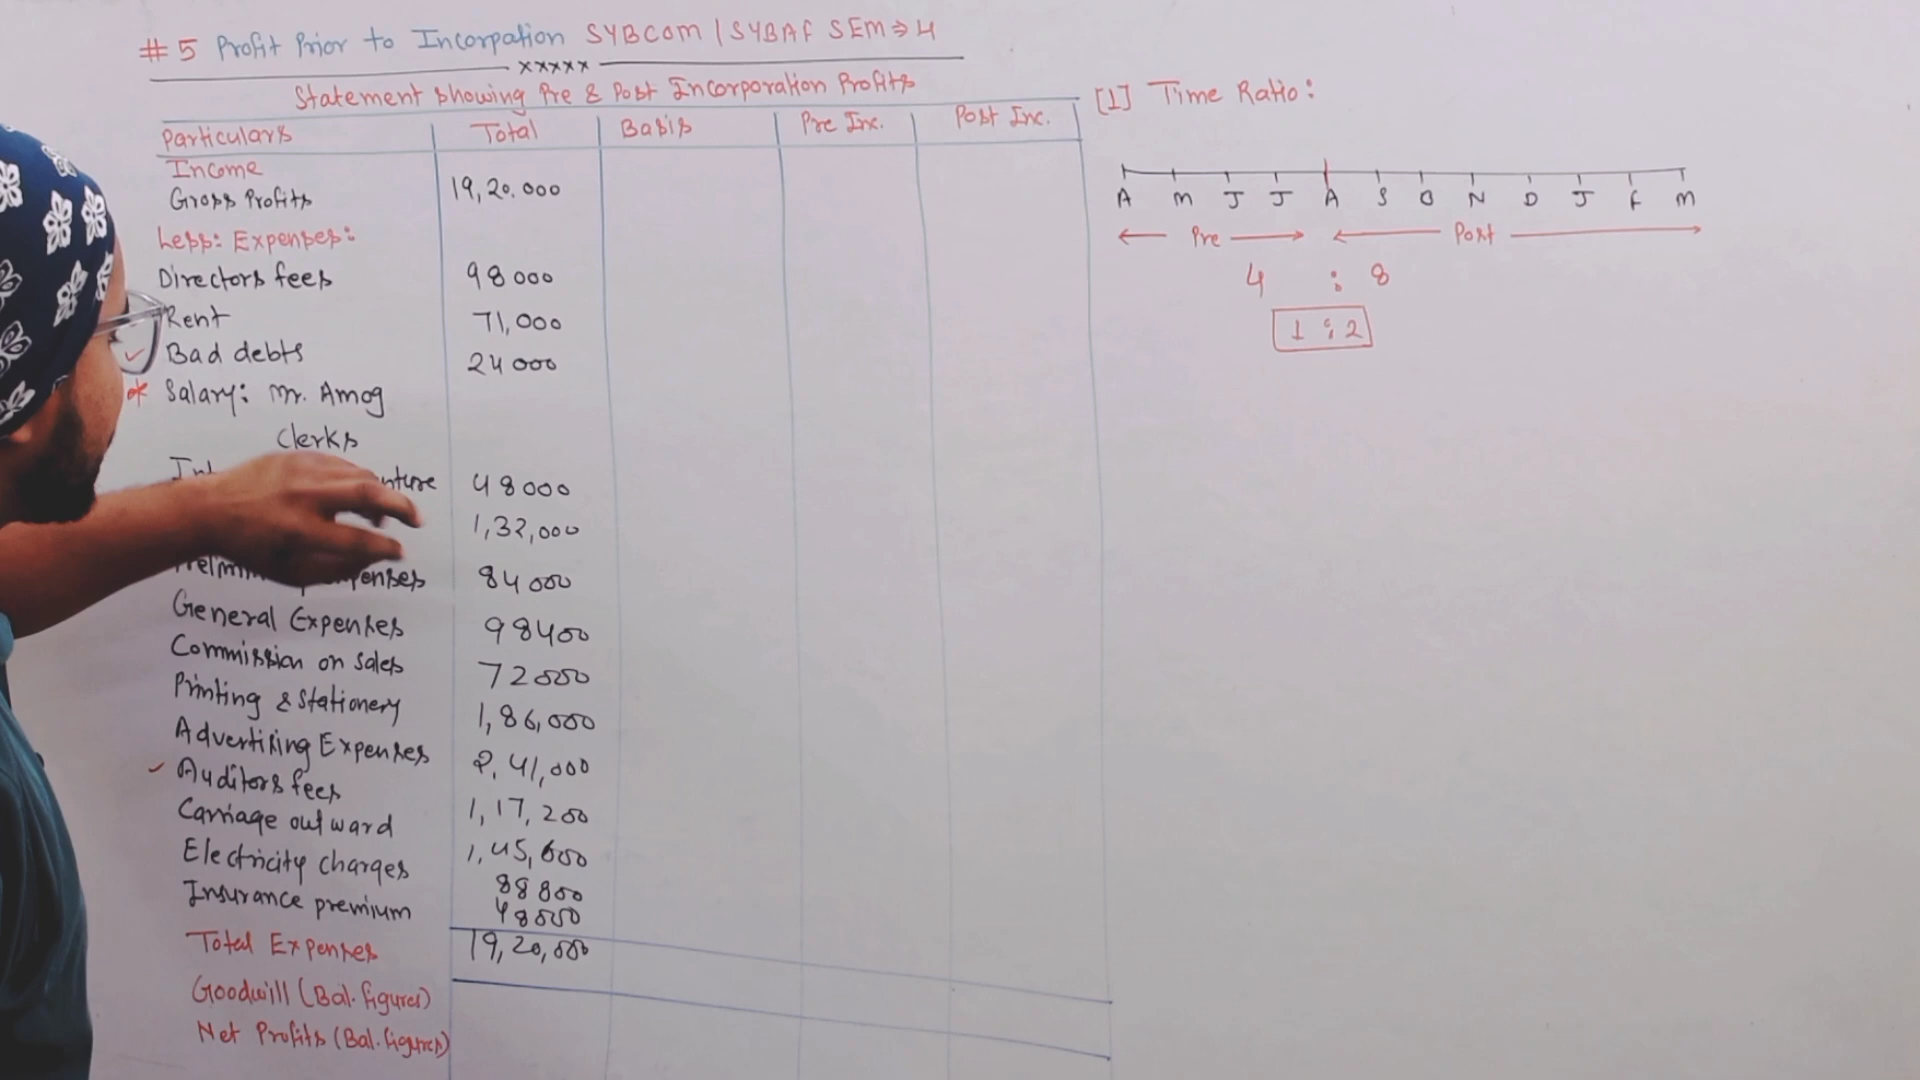 # 5 Profit Prior to Incorpation SYBCOM / SYBAF SEM → 4
xxxxx
Statement showing Pre & Post Incorporation Profits
Particulars Total Basis Pre Inc. Post Inc.
Income
Gross Profits 19,20,000
Less: Expenses:
Directors fees 98000
Rent 71,000
✓ Bad debts 24000
* Salary: Mr. Amog
Clerks
Int nture 48000
1,32,000
enses 84000
General Expenses 98400
Commission on sales 72000
Printing & Stationery 1,86,000
Advertising Expenses 2,41,000
✓ Auditors fees 1,17,200
Carriage outward 1,45,600
Electricity charges 88800
Insurance premium 48000
Total Expenses 19,20,000
Goodwill (Bal. figures)
Net Profits (Bal. figures)
[1] Time Ratio:
A M J J A S O N D J F M
Pre Post
4 : 8
1 : 2